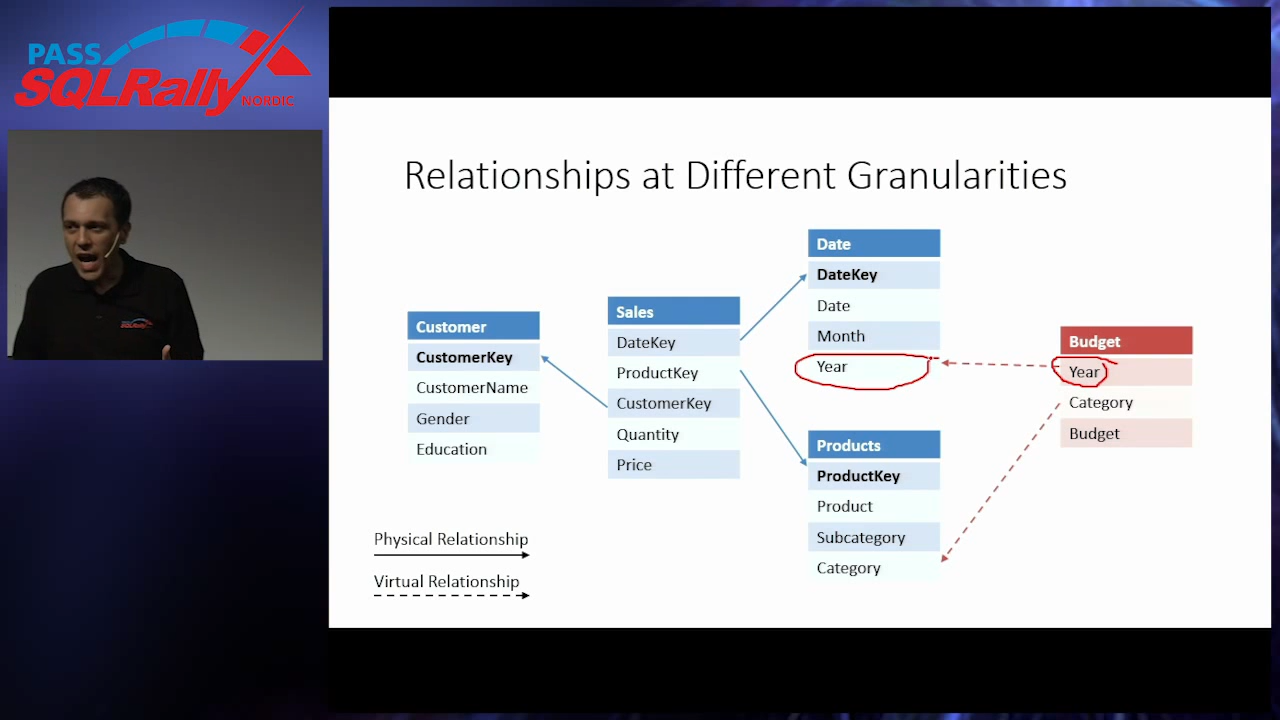 PASS
SQLRally
NORDIC
Relationships at Different Granularities
Customer
CustomerKey
CustomerName
Gender
Education
Sales
DateKey
ProductKey
CustomerKey
Quantity
Price
Date
DateKey
Date
Month
Year
Products
ProductKey
Product
Subcategory
Category
Budget
Year
Category
Budget
Physical Relationship
Virtual Relationship